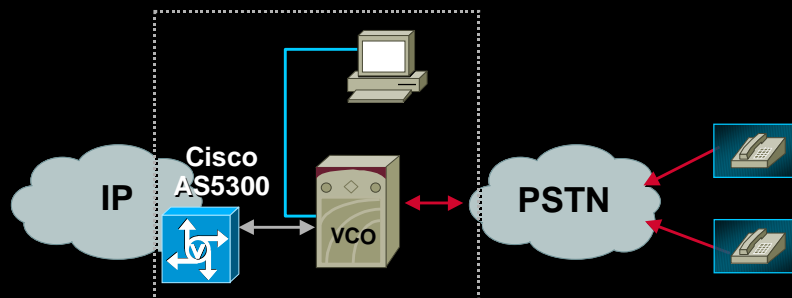 Cisco
AS5300
IP
V
VCO
PSTN